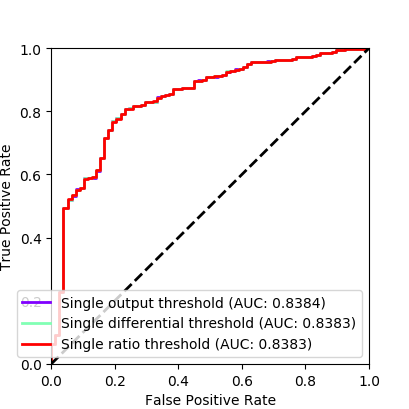 1.0
0.8
0.6
0.4
0.2
0.0
True Positive Rate
Single output threshold (AUC: 0.8384)
Single differential threshold (AUC: 0.8383)
Single ratio threshold (AUC: 0.8383)
0.0 0.2 0.4 0.6 0.8 1.0
False Positive Rate